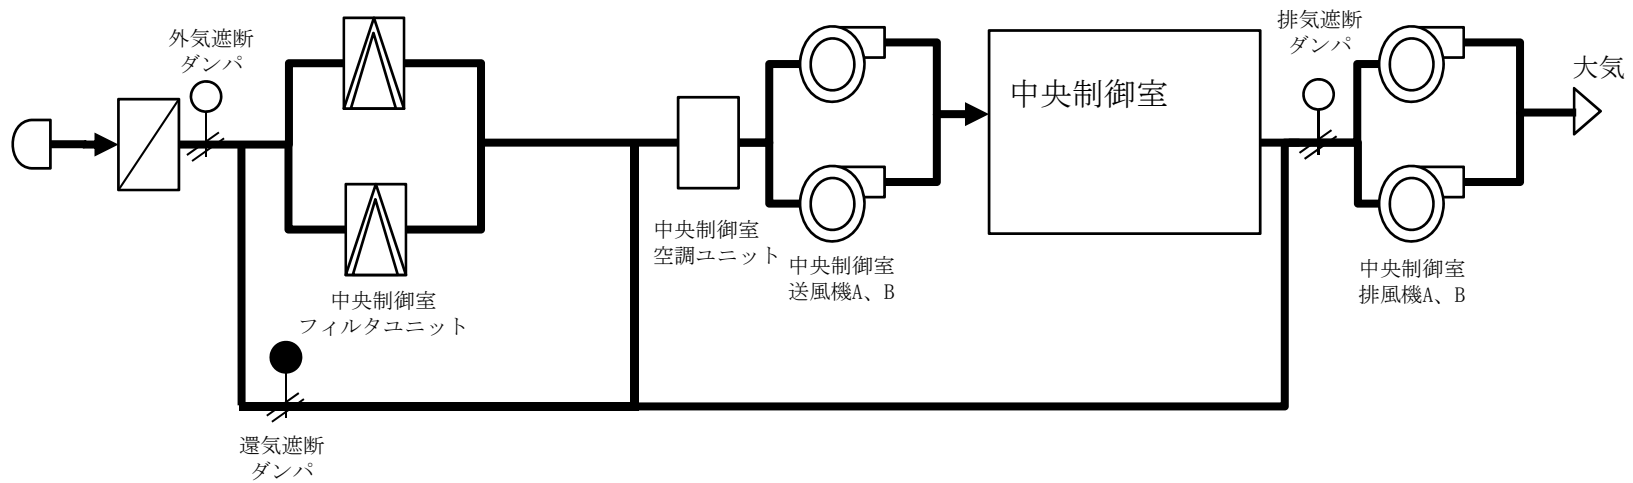 外気遮断
ダンパ
中央制御室
フィルタユニット
還気遮断
ダンパ
中央制御室
空調ユニット
中央制御室
送風機A、B
中央制御室
排気遮断
ダンパ
中央制御室
排風機A、B
大気